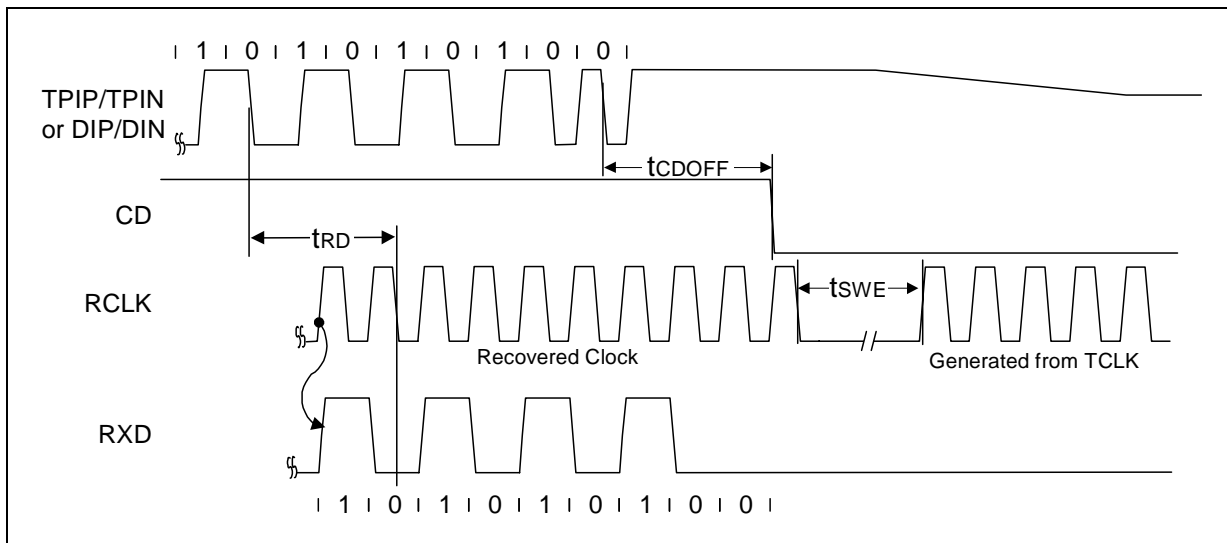 1 0 1 0 1 0 1 0 0
TPIP/TPIN
or DIP/DIN
tCDOFF
CD
tRD
RCLK
tSWE
Recovered Clock
Generated from TCLK
RXD
1 0 1 0 1 0 1 0 0